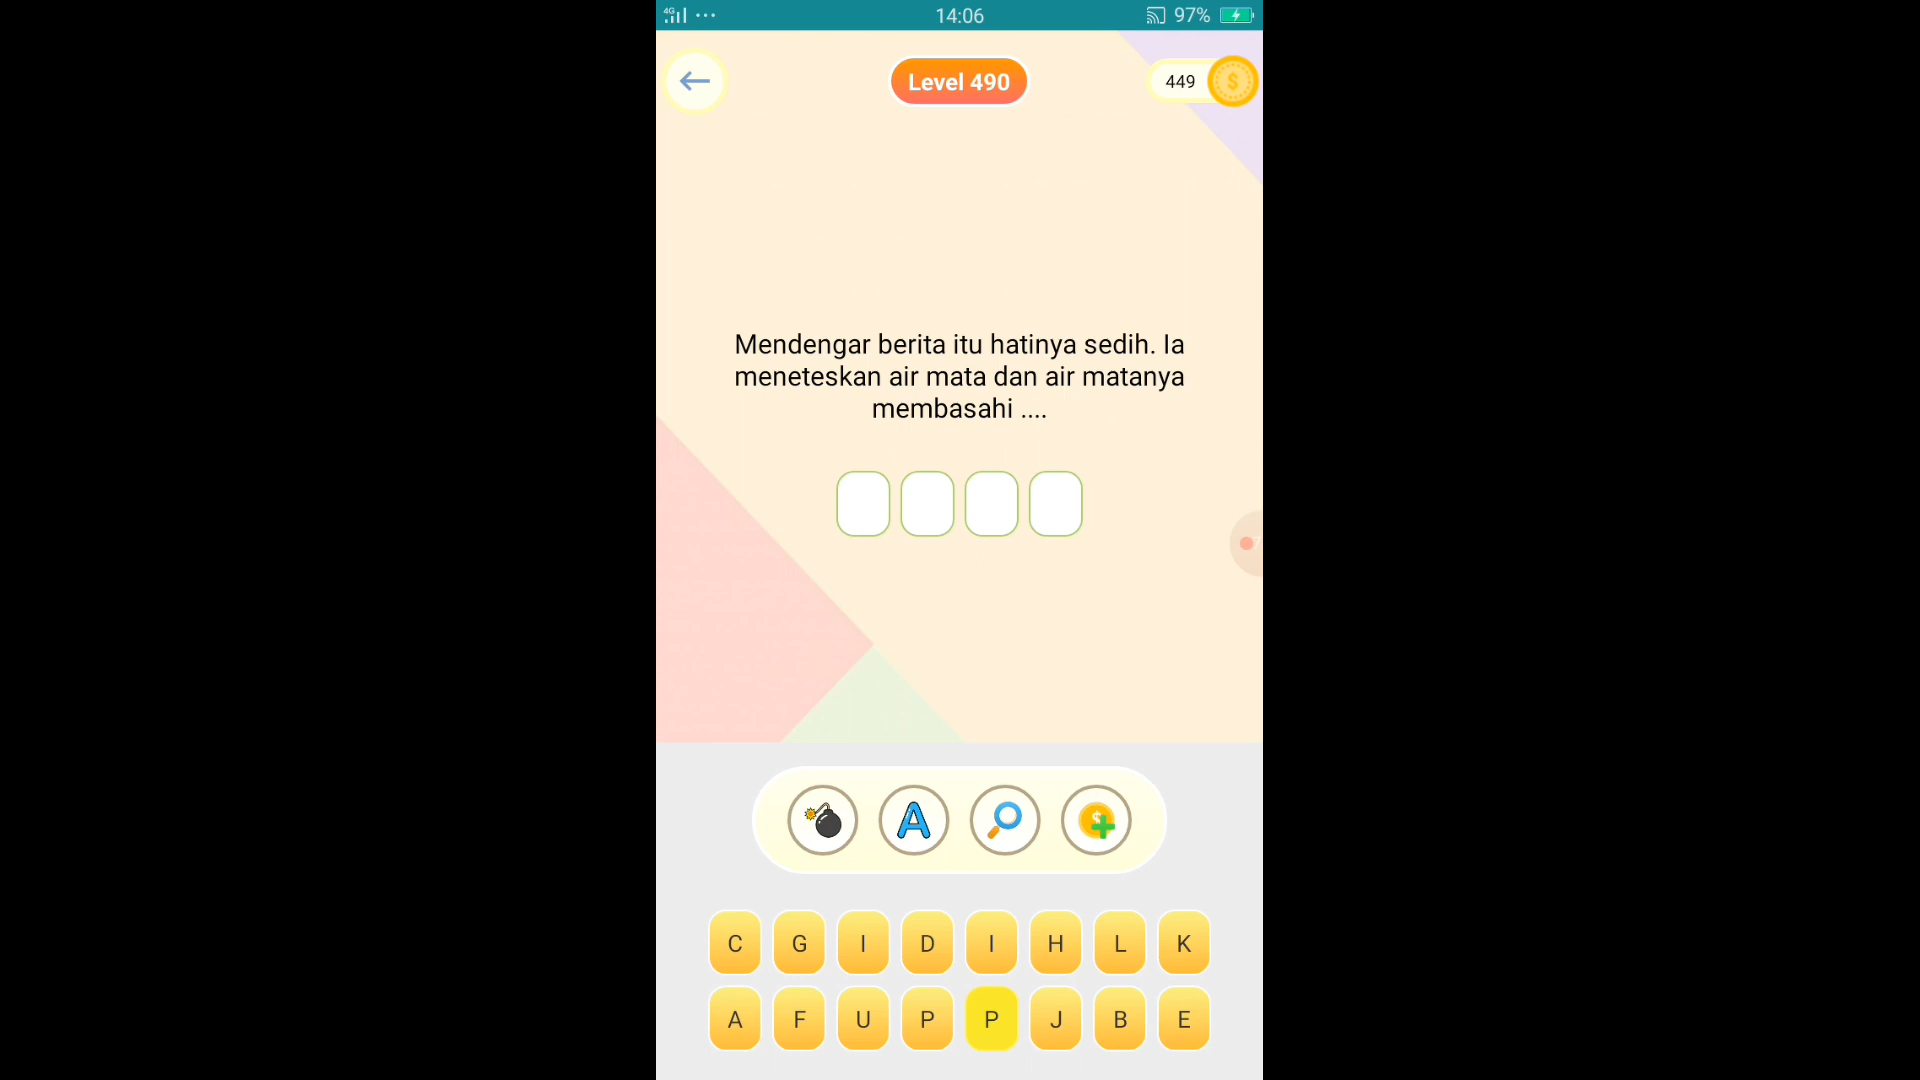 4G ... 14:06 97%
Level 490
449
$
Mendengar berita itu hatinya sedih. Ia
meneteskan air mata dan air matanya
membasahi ....
A
$
C G I D I H L K
A F U P P J B E